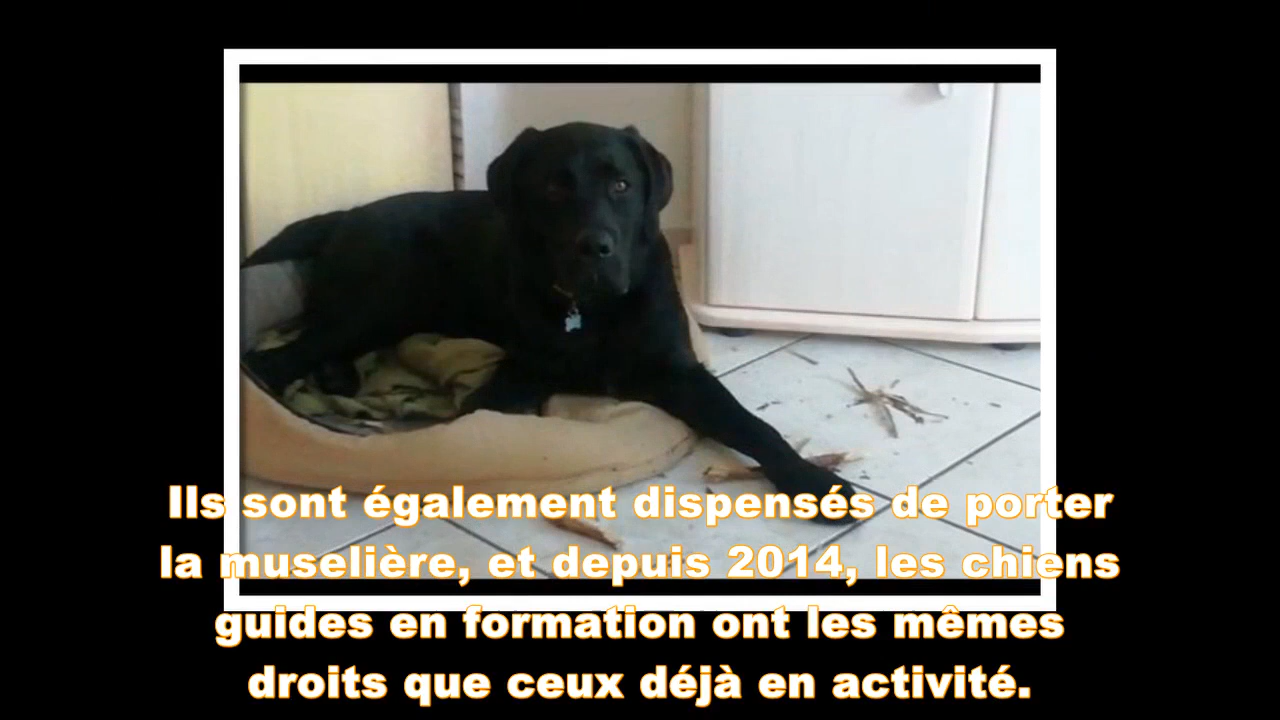 Ils sont également dispensés de porter
la muselière, et depuis 2014, les chiens
guides en formation ont les mêmes
droits que ceux déjà en activité.